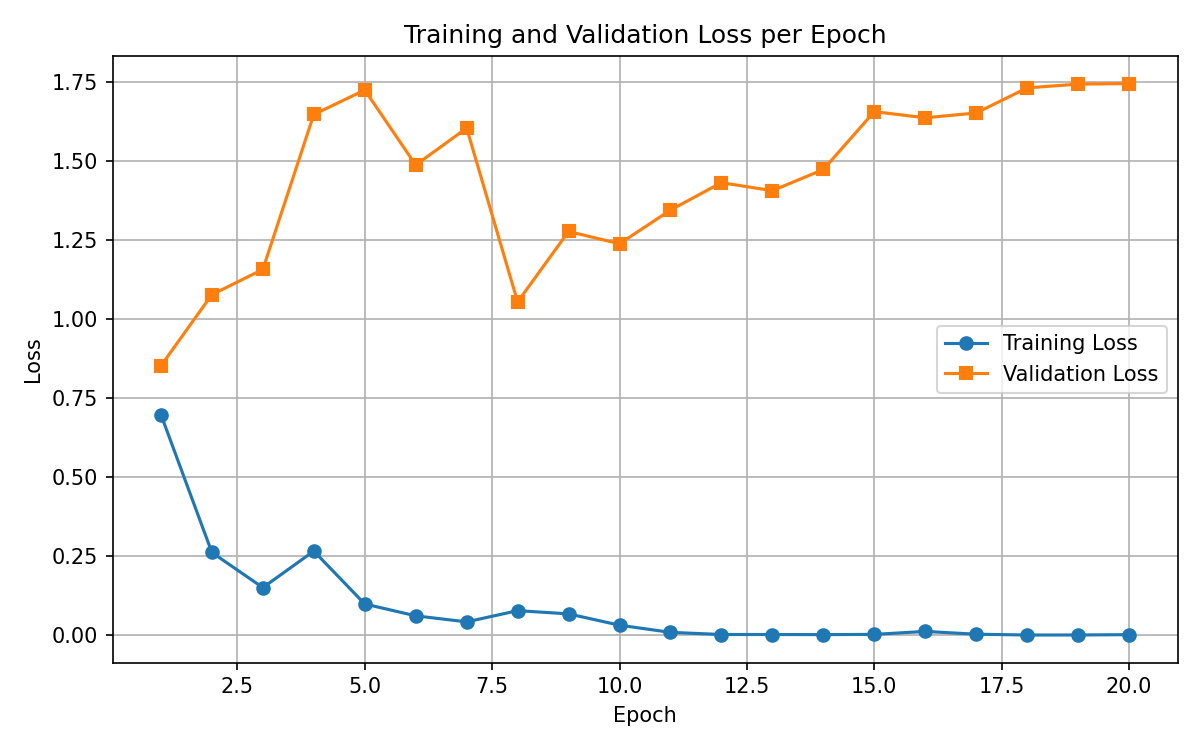 Training and Validation Loss per Epoch
1.75
1.50
1.25
1.00
0.75
0.50
0.25
0.00
Loss
Training Loss
Validation Loss
2.5 5.0 7.5 10.0 12.5 15.0 17.5 20.0
Epoch